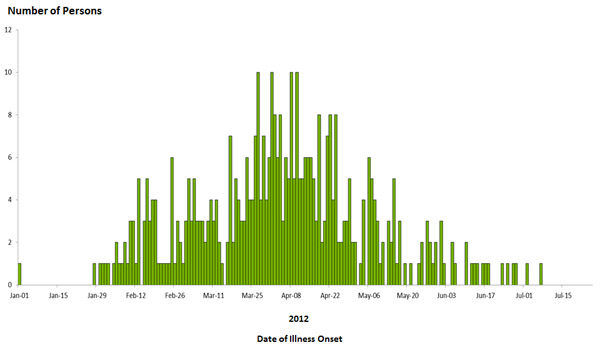 Number of Persons
12
10
8
6
4
2
0
Jan-01 Jan-15 Jan-29 Feb-12 Feb-26 Mar-11 Mar-25 Apr-08 Apr-22 May-06 May-20 Jun-03 Jun-17 Jul-01 Jul-15
2012
Date of Illness Onset